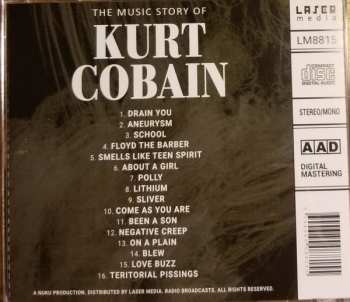 THE MUSIC STORY OF
KURT
COBAIN
1. DRAIN YOU
2. ANEURYSM
3. SCHOOL
4. FLOYD THE BARBER
5. SMELLS LIKE TEEN SPIRIT
6. ABOUT A GIRL
7. POLLY
8. LITHIUM
9. SLIVER
10. COME AS YOU ARE
11. BEEN A SON
12. NEGATIVE CREEP
13. ON A PLAIN
14. BLEW
15. LOVE BUZZ
16. TERITORIAL PISSINGS
A NUKU PRODUCTION. DISTRIBUTED BY LASER MEDIA. RADIO BROADCASTS. ALL RIGHTS RESERVED.
LASER
media
LM8815
COMPACT
disc
DIGITAL AUDIO
STEREO/MONO
AAD
DIGITAL
MASTERING